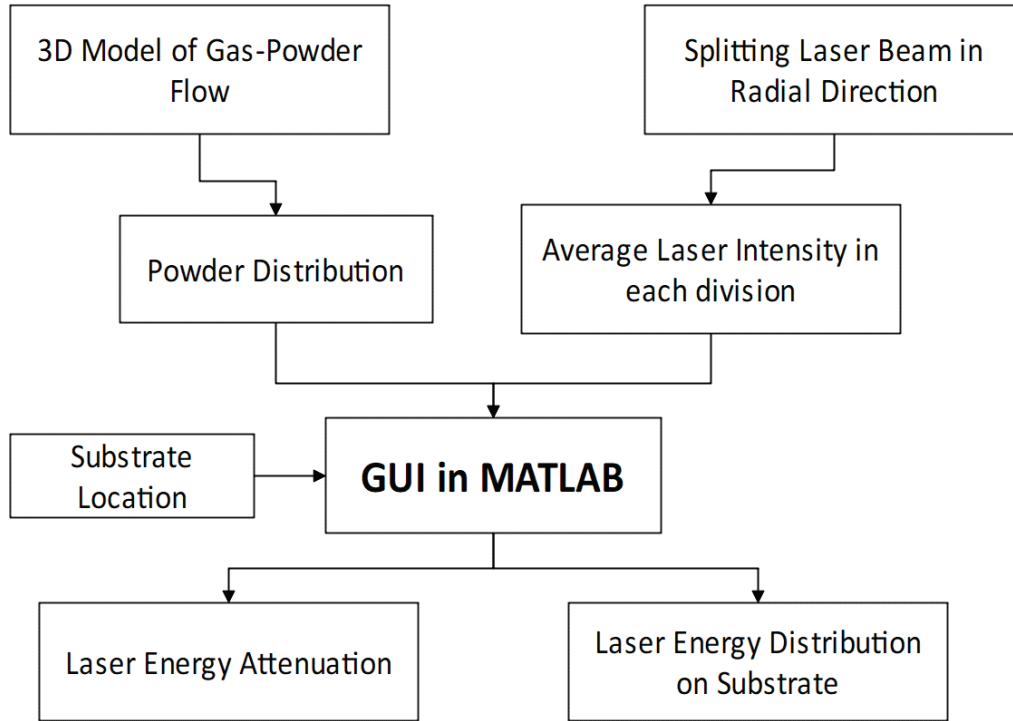 3D Model of Gas-Powder
Flow
Splitting Laser Beam in
Radial Direction
Powder Distribution
Average Laser Intensity in
each division
Substrate
Location
GUI in MATLAB
Laser Energy Attenuation
Laser Energy Distribution
on Substrate